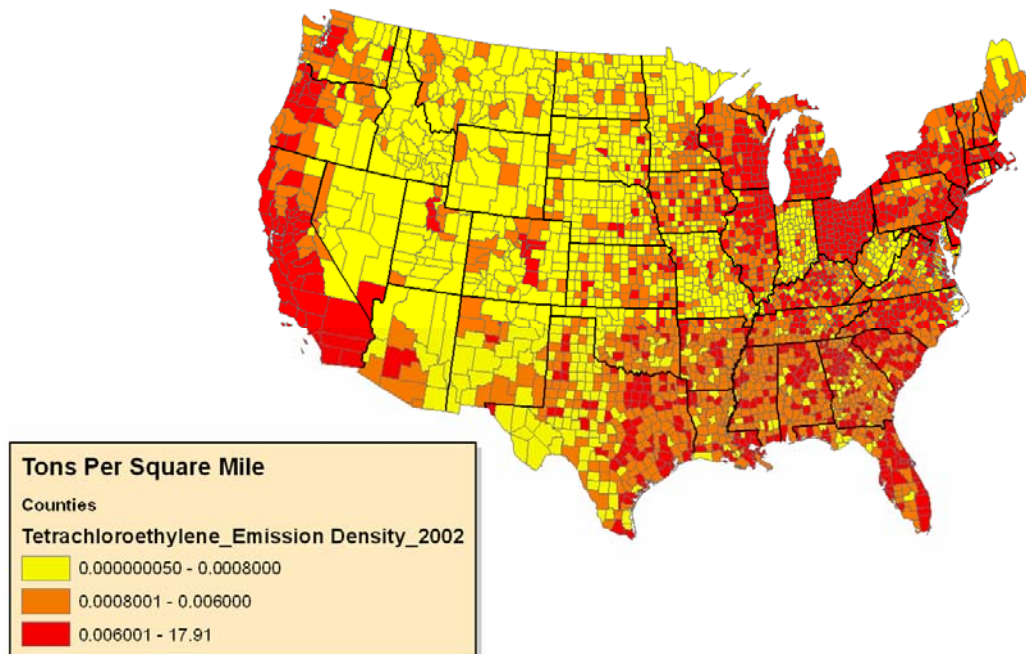 Tons Per Square Mile
Counties
Tetrachloroethylene_Emission Density_2002
0.000000050 - 0.0008000
0.0008001 - 0.006000
0.006001 - 17.91